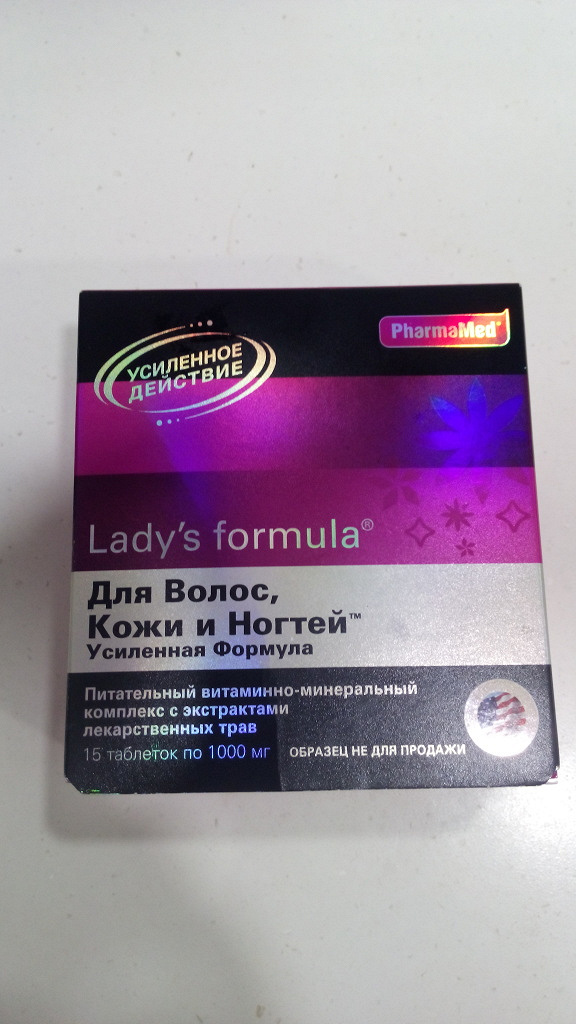 УСИЛЕННОЕ
ДЕЙСТВИЕ
PharmaMed®
Lady's formula®
Для Волос,
Кожи и Ногтей™
Усиленная Формула
Питательный витаминно-минеральный
комплекс с экстрактами
лекарственных трав
15 таблеток по 1000 мг
ОБРАЗЕЦ НЕ ДЛЯ ПРОДАЖИ